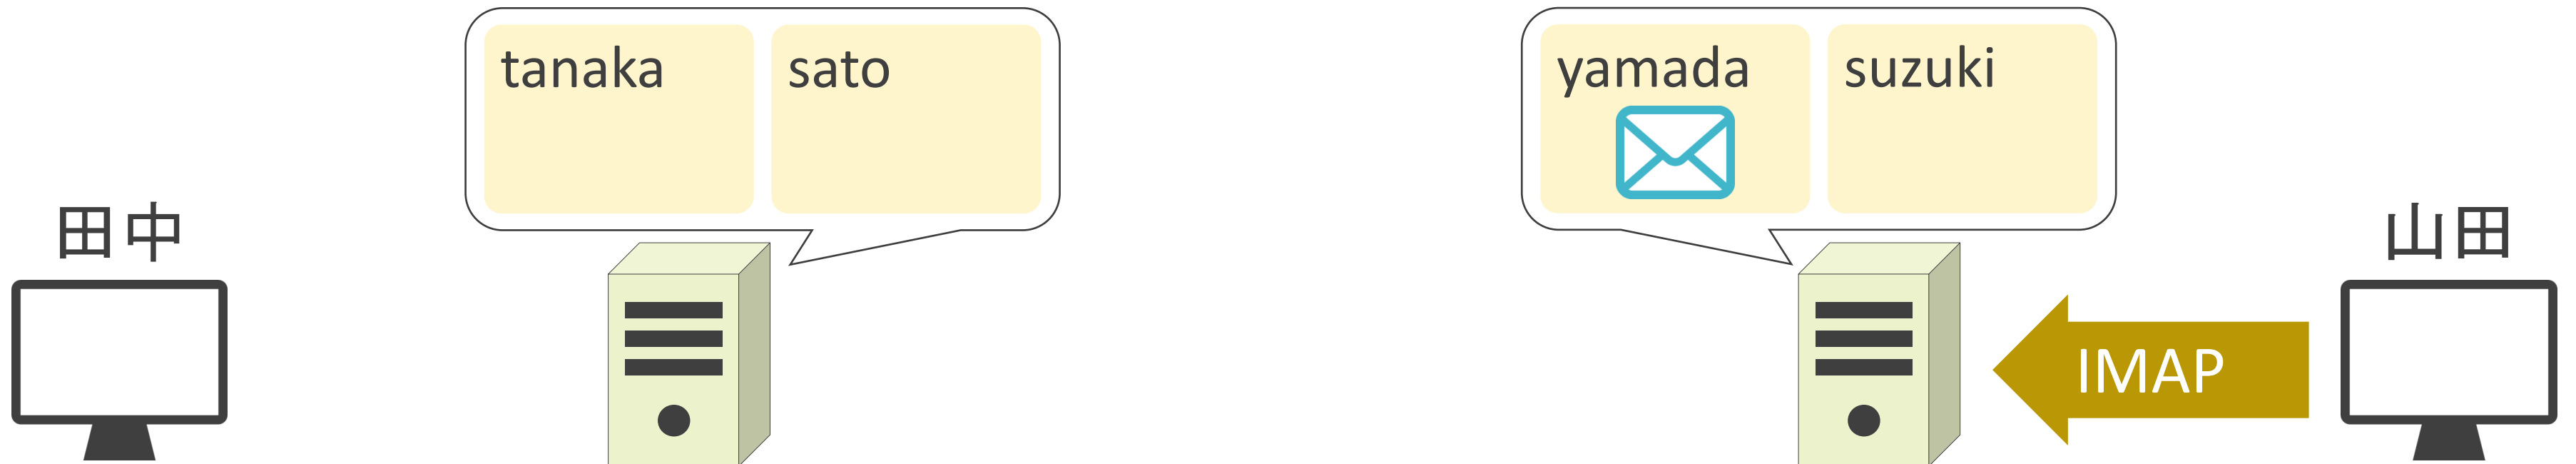 tanaka
sato
yamada
suzuki
田中
山田
IMAP